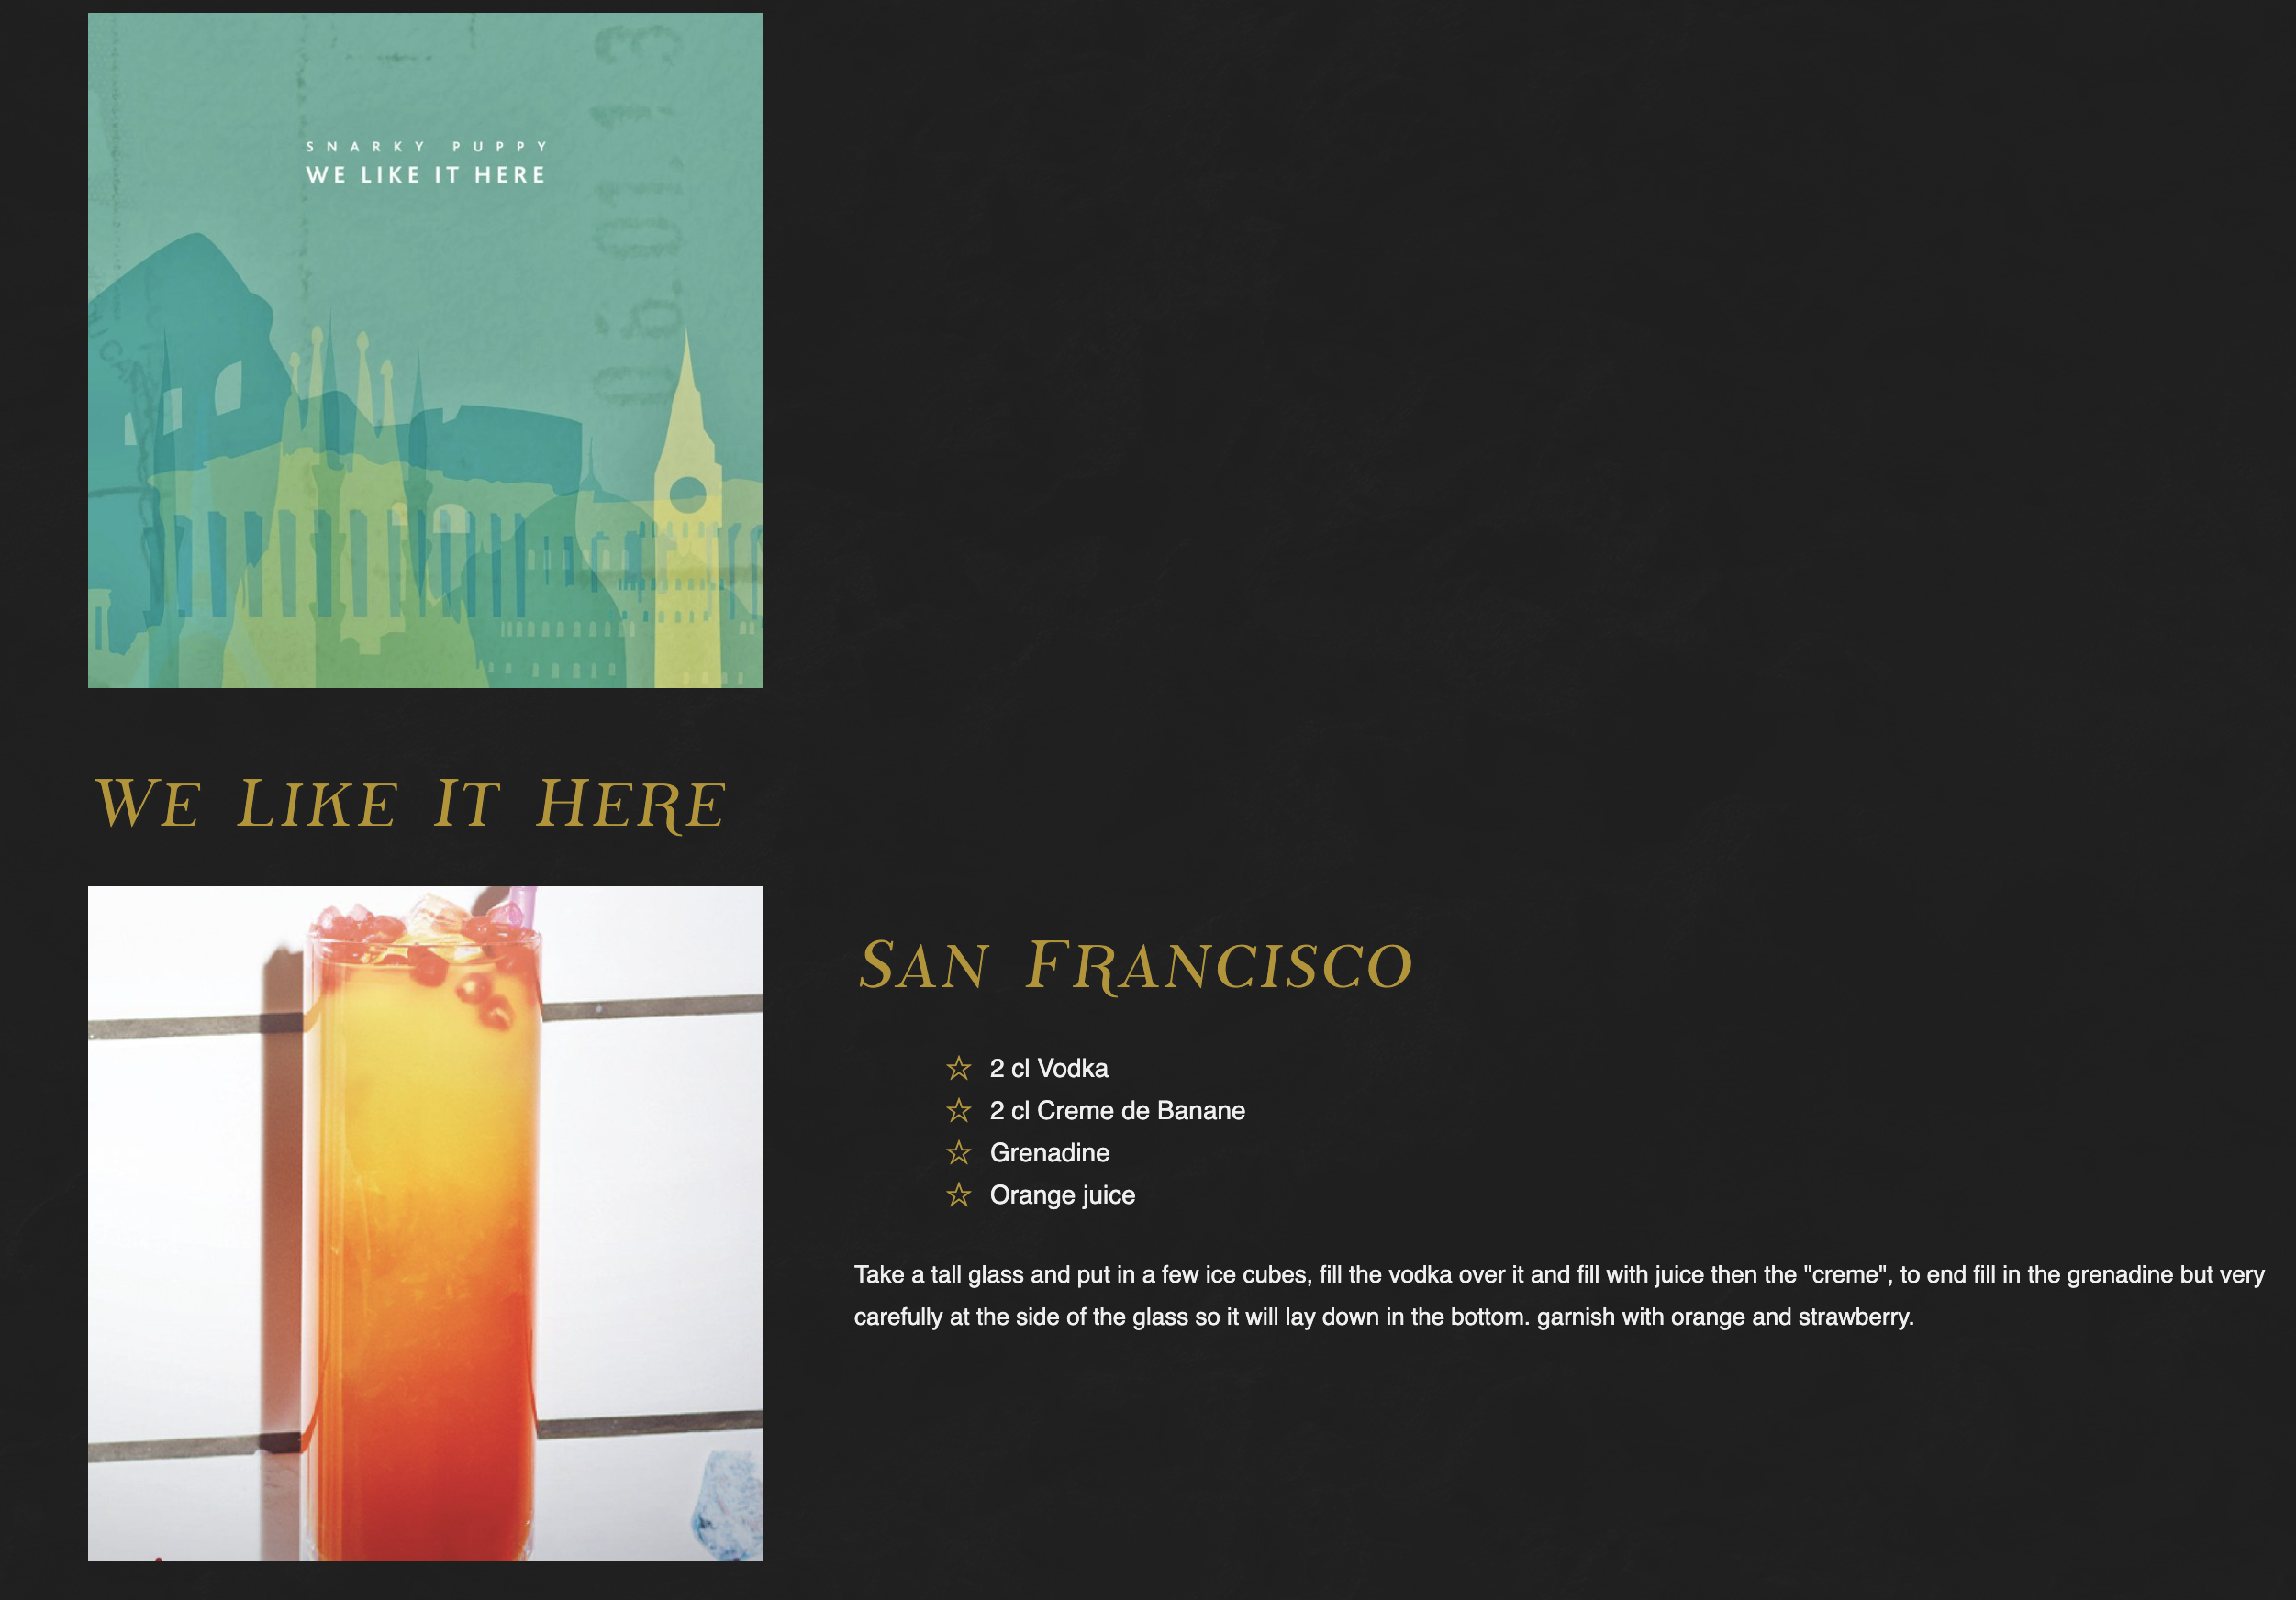 06.01.13
SNARKY PUPPY
WE LIKE IT HERE
We Like It Here
San Francisco
☆ 2 cl Vodka
☆ 2 cl Creme de Banane
☆ Grenadine
☆ Orange juice
Take a tall glass and put in a few ice cubes, fill the vodka over it and fill with juice then the "creme", to end fill in the grenadine but very
carefully at the side of the glass so it will lay down in the bottom. garnish with orange and strawberry.